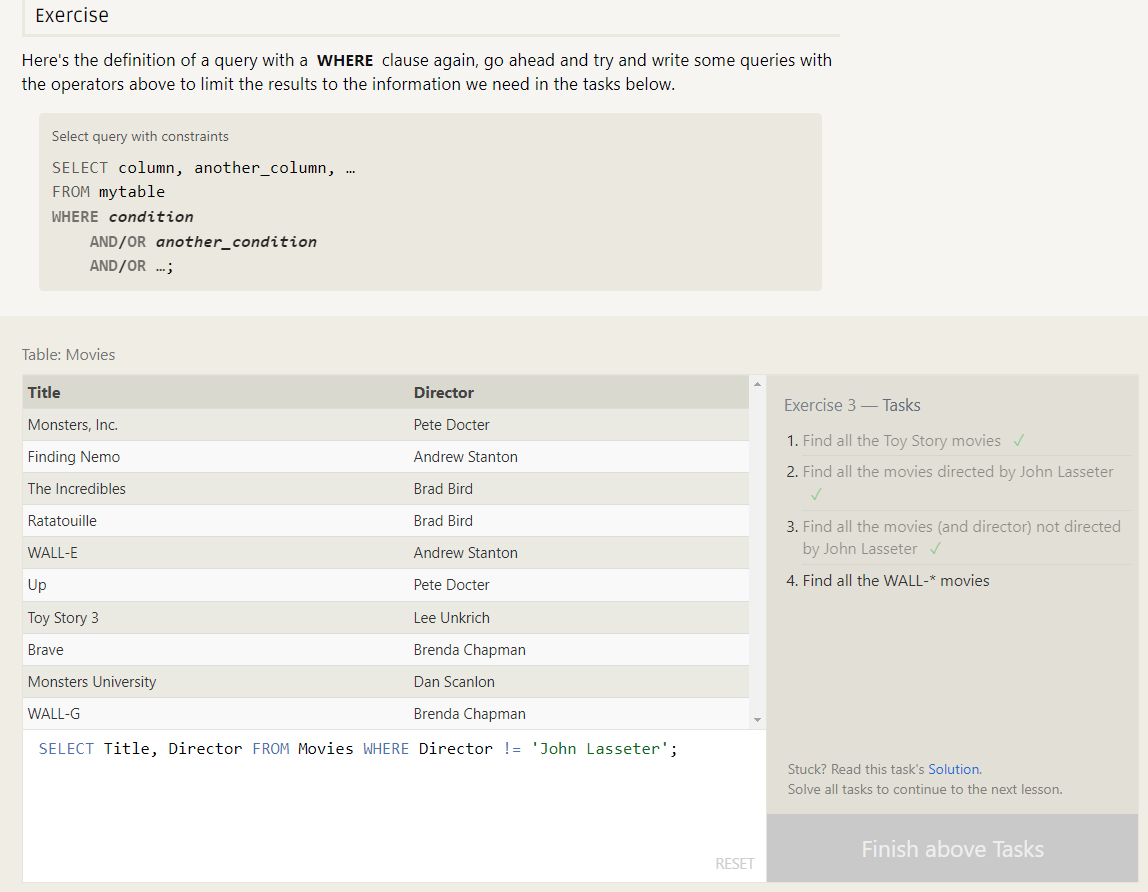 Exercise
Here's the definition of a query with a WHERE clause again, go ahead and try and write some queries with
the operators above to limit the results to the information we need in the tasks below.
Select query with constraints
SELECT column, another_column, …
FROM mytable
WHERE condition
AND/OR another_condition
AND/OR …;
Table: Movies
Title Director
Monsters, Inc. Pete Docter
Finding Nemo Andrew Stanton
The Incredibles Brad Bird
Ratatouille Brad Bird
WALL-E Andrew Stanton
Up Pete Docter
Toy Story 3 Lee Unkrich
Brave Brenda Chapman
Monsters University Dan Scanlon
WALL-G Brenda Chapman
SELECT Title, Director FROM Movies WHERE Director != 'John Lasseter';
RESET
Exercise 3 — Tasks
1. Find all the Toy Story movies ✓
2. Find all the movies directed by John Lasseter
✓
3. Find all the movies (and director) not directed
by John Lasseter ✓
4. Find all the WALL-* movies
Stuck? Read this task's Solution.
Solve all tasks to continue to the next lesson.
Finish above Tasks